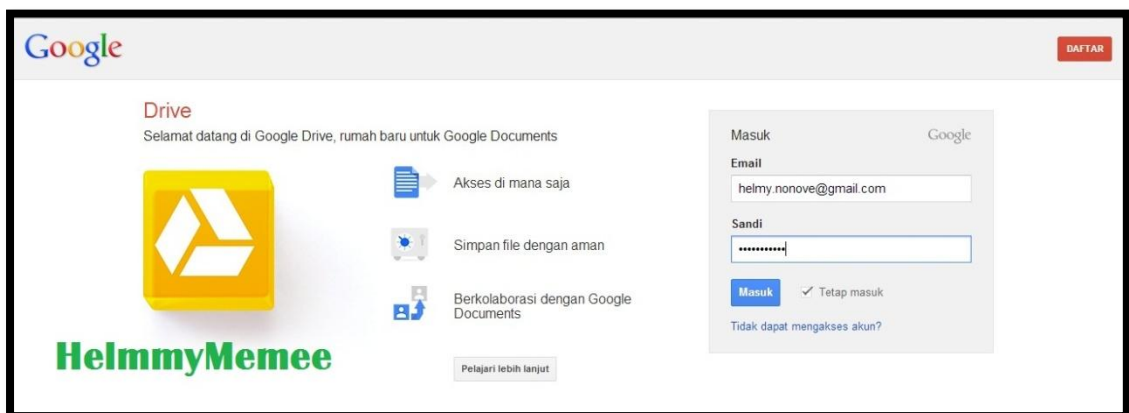 Google
DAFTAR
Drive
Selamat datang di Google Drive, rumah baru untuk Google Documents
Akses di mana saja
Simpan file dengan aman
Berkolaborasi dengan Google
Documents
Pelajari lebih lanjut
HelmmyMemee
Masuk Google
Email
helmy.nonove@gmail.com
Sandi
•••••••••••
Masuk Tetap masuk
Tidak dapat mengakses akun?